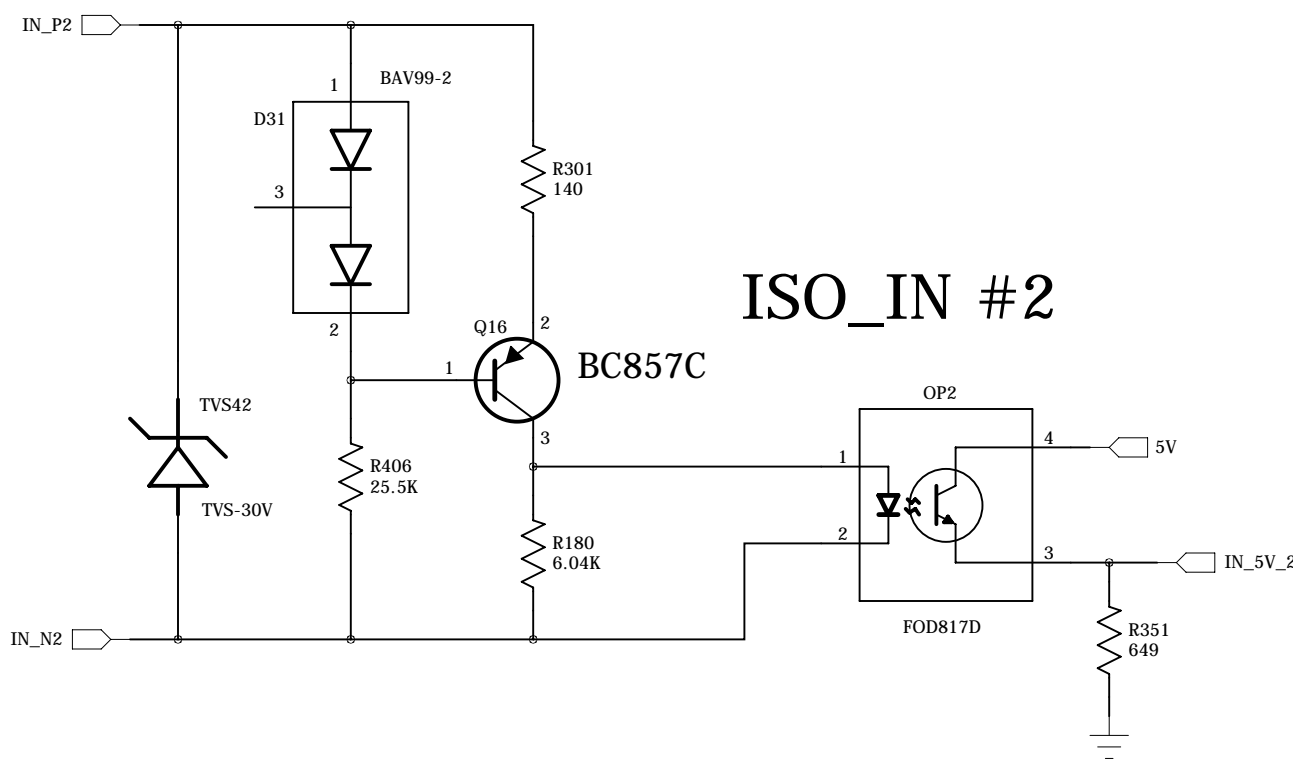 IN_P2
BAV99-2
1
D31
3
2
R301
140
ISO_IN #2
Q16
2
1
BC857C
3
TVS42
TVS-30V
R406
25.5K
R180
6.04K
OP2
1
4
5V
2
3
IN_5V_2
FOD817D
R351
649
IN_N2